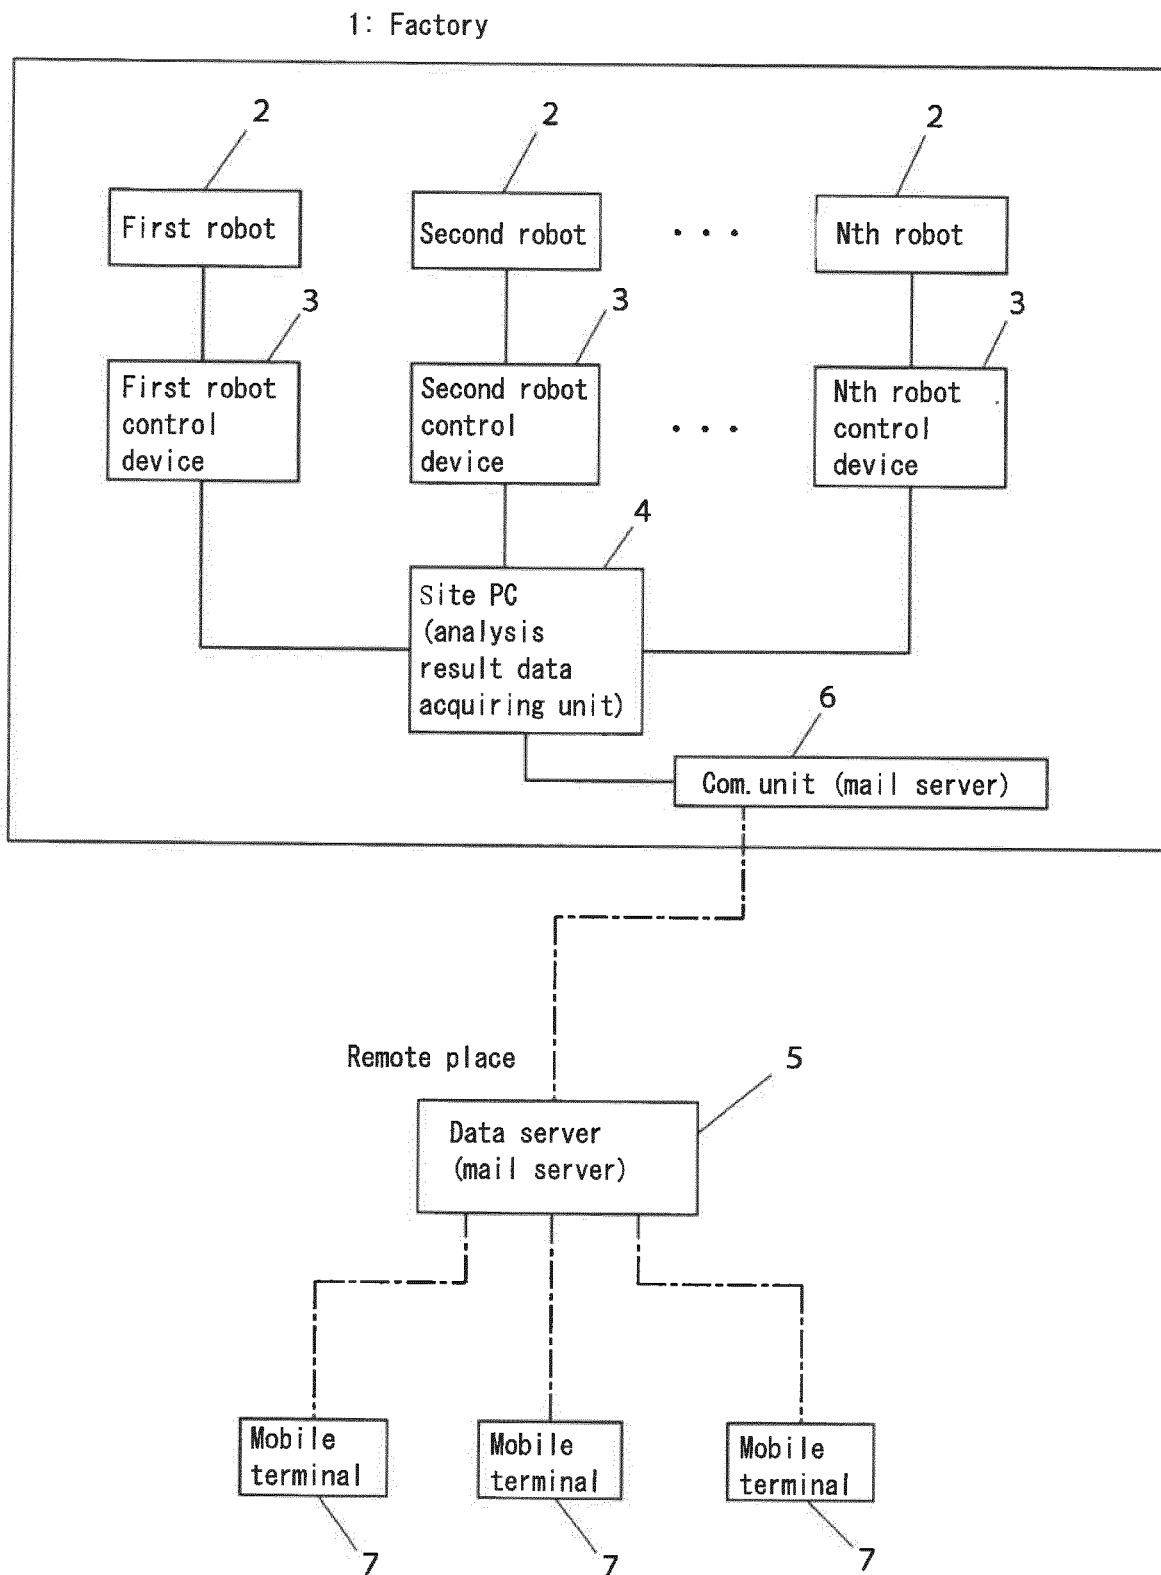 1: Factory
2
2
2
First robot
Second robot
• • •
Nth robot
3
3
3
First robot
control
device
Second robot
control
device
• • •
Nth robot
control
device
4
Site PC
(analysis
result data
acquiring unit)
6
Com.unit (mail server)
Remote place
5
Data server
(mail server)
Mobile
terminal
Mobile
terminal
Mobile
terminal
7
7
7